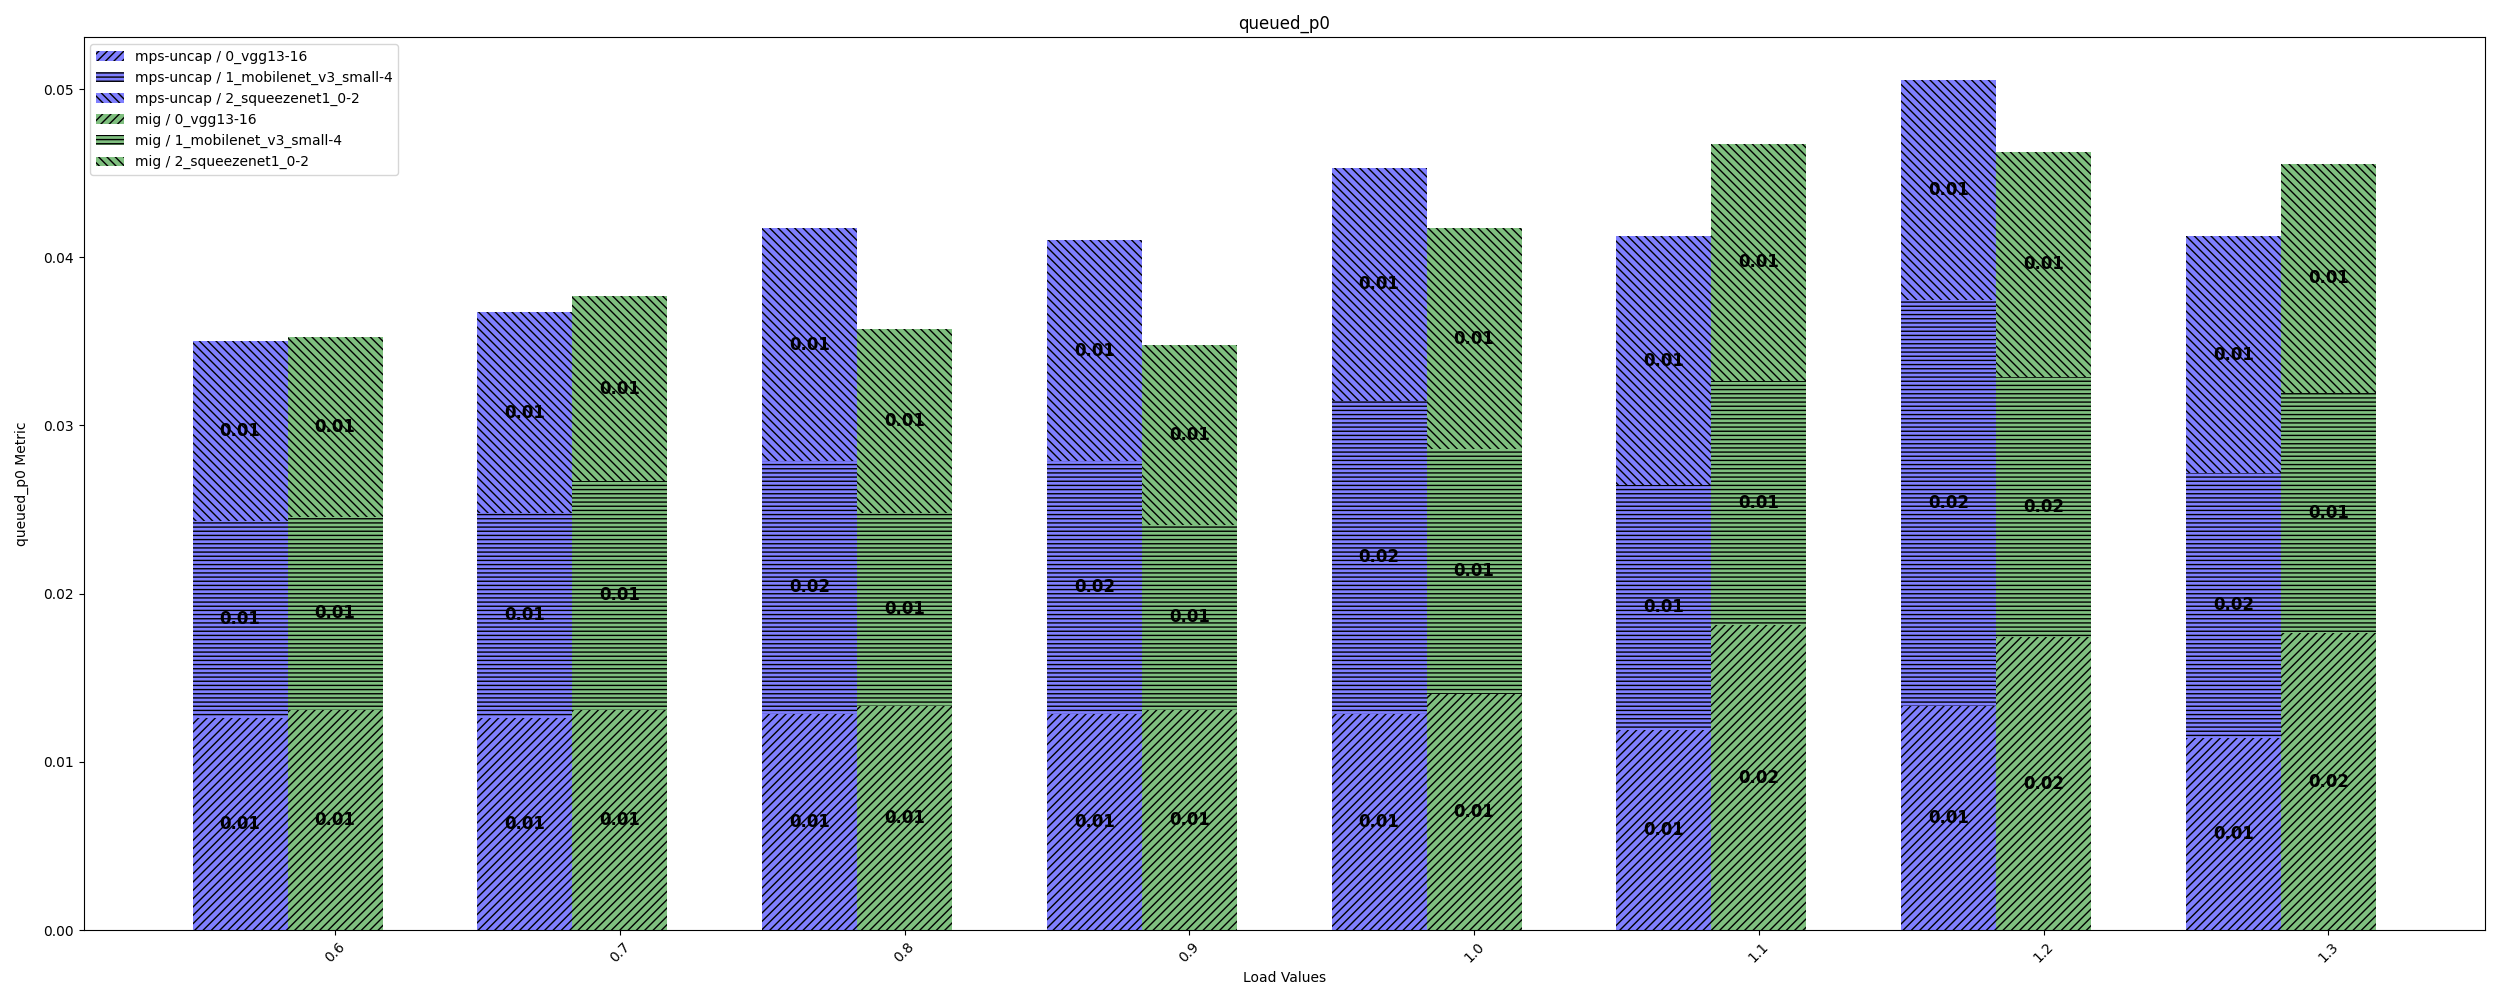 queued_p0
mps-uncap / 0_vgg13-16
mps-uncap / 1_mobilenet_v3_small-4
mps-uncap / 2_squeezenet1_0-2
mig / 0_vgg13-16
mig / 1_mobilenet_v3_small-4
mig / 2_squeezenet1_0-2
queued_p0 Metric
0.05
0.04
0.03
0.02
0.01
0.00
0.01 0.01 0.01 0.01 0.01 0.01 0.01 0.01
0.01 0.01 0.01 0.01 0.01 0.01 0.01 0.01
0.01 0.01 0.02 0.02 0.02 0.01 0.02 0.02
0.01 0.01 0.01 0.01 0.01 0.01 0.02 0.01
0.01 0.01 0.01 0.01 0.01 0.01 0.01 0.01
0.01 0.01 0.01 0.01 0.01 0.02 0.02 0.02
0.6 0.7 0.8 0.9 1.0 1.1 1.2 1.3
Load Values